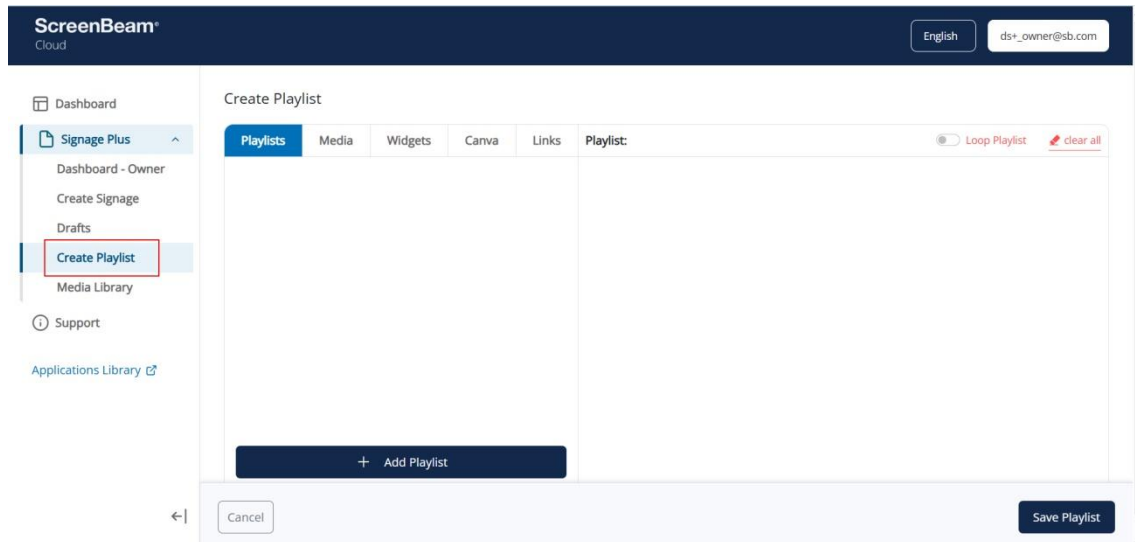 ScreenBeam®
Cloud
English
ds+_owner@sb.com
Dashboard
Signage Plus
Dashboard - Owner
Create Signage
Drafts
Create Playlist
Media Library
Support
Applications Library
Create Playlist
Playlists Media Widgets Canva Links
Playlist:
Loop Playlist
clear all
+ Add Playlist
Cancel
Save Playlist